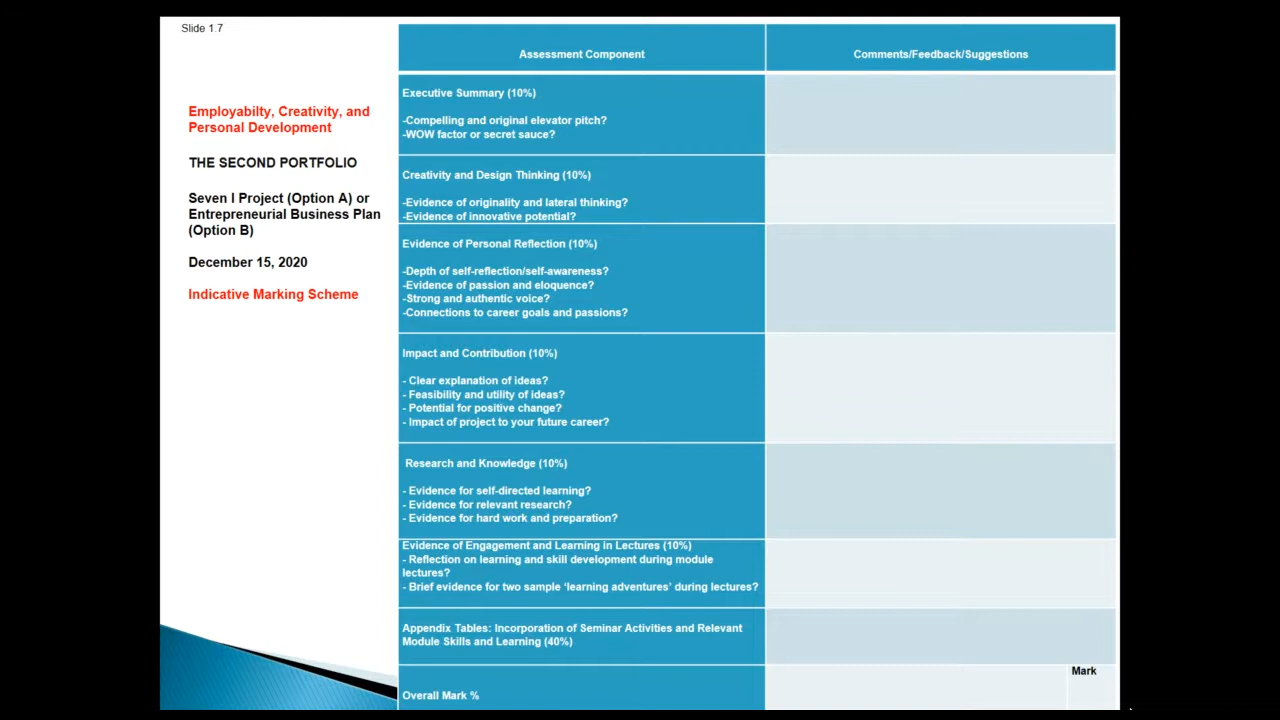 Slide 1.7
Employabilty, Creativity, and
Personal Development
THE SECOND PORTFOLIO
Seven I Project (Option A) or
Entrepreneurial Business Plan
(Option B)
December 15, 2020
Indicative Marking Scheme
Assessment Component
Comments/Feedback/Suggestions
Executive Summary (10%)
-Compelling and original elevator pitch?
-WOW factor or secret sauce?
Creativity and Design Thinking (10%)
-Evidence of originality and lateral thinking?
-Evidence of innovative potential?
Evidence of Personal Reflection (10%)
-Depth of self-reflection/self-awareness?
-Evidence of passion and eloquence?
-Strong and authentic voice?
-Connections to career goals and passions?
Impact and Contribution (10%)
- Clear explanation of ideas?
- Feasibility and utility of ideas?
- Potential for positive change?
- Impact of project to your future career?
Research and Knowledge (10%)
- Evidence for self-directed learning?
- Evidence for relevant research?
- Evidence for hard work and preparation?
Evidence of Engagement and Learning in Lectures (10%)
- Reflection on learning and skill development during module
lectures?
- Brief evidence for two sample ‘learning adventures’ during lectures?
Appendix Tables: Incorporation of Seminar Activities and Relevant
Module Skills and Learning (40%)
Overall Mark %
Mark